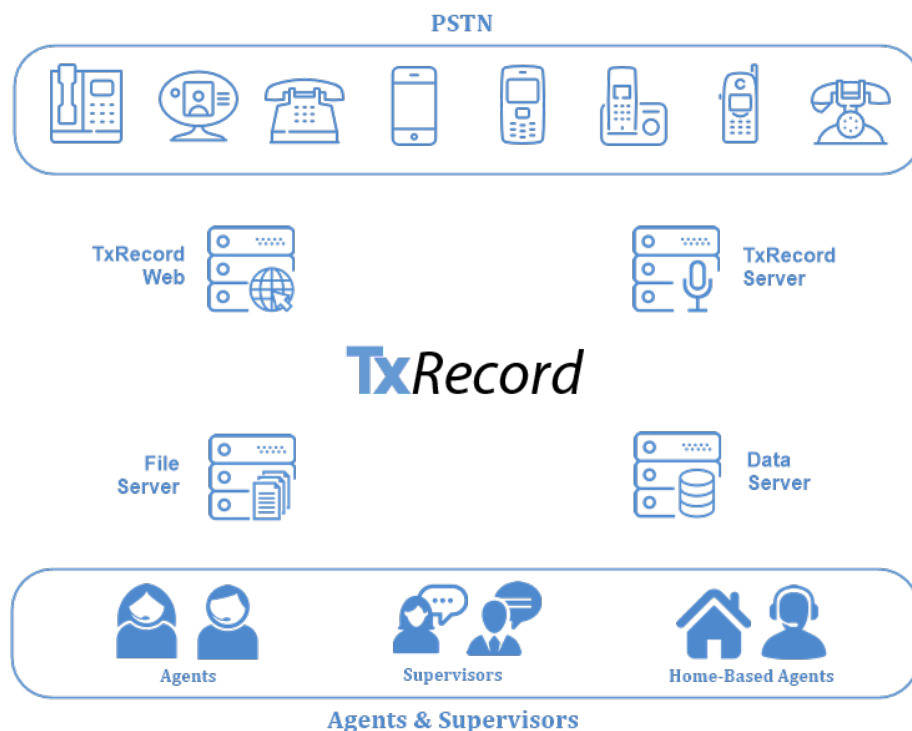 PSTN
TxRecord
Web
TxRecord
Server
TxRecord
File
Server
Data
Server
Agents
Supervisors
Home-Based Agents
Agents & Supervisors